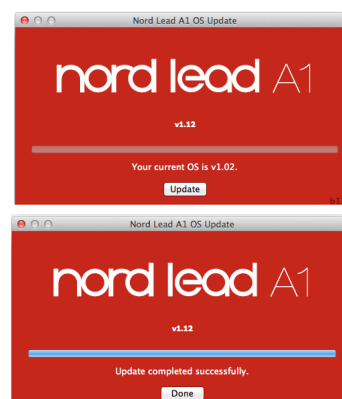 Nord Lead A1 OS Update
nord lead A1
v1.12
Your current OS is v1.02.
Update
Nord Lead A1 OS Update
nord lead A1
v1.12
Update completed successfully.
Done